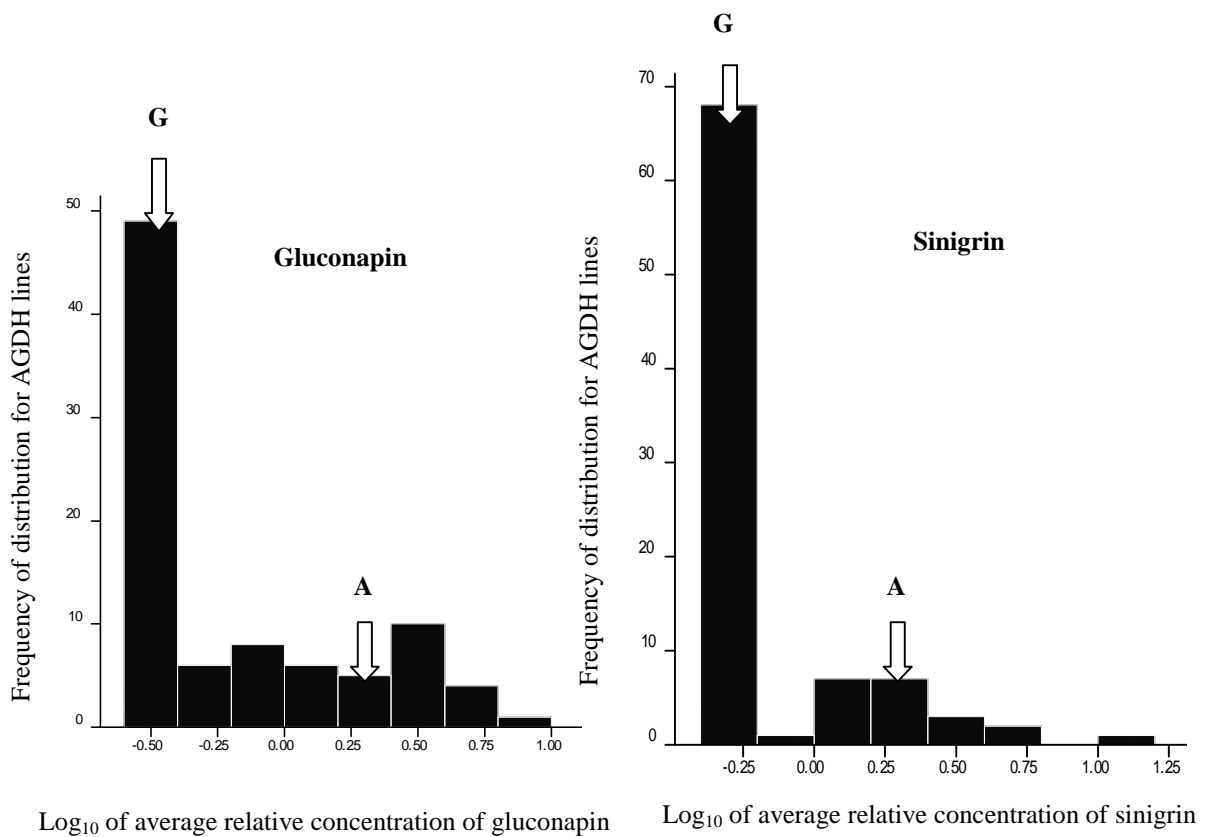 G
50
40
30
20
10
0
Frequency of distribution for AGDH lines
Gluconapin
A
-0.50 -0.25 0.00 0.25 0.50 0.75 1.00
Log10 of average relative concentration of gluconapin
G
70
60
50
40
30
20
10
0
Frequency of distribution for AGDH lines
Sinigrin
A
-0.25 0.00 0.25 0.50 0.75 1.00 1.25
Log10 of average relative concentration of sinigrin